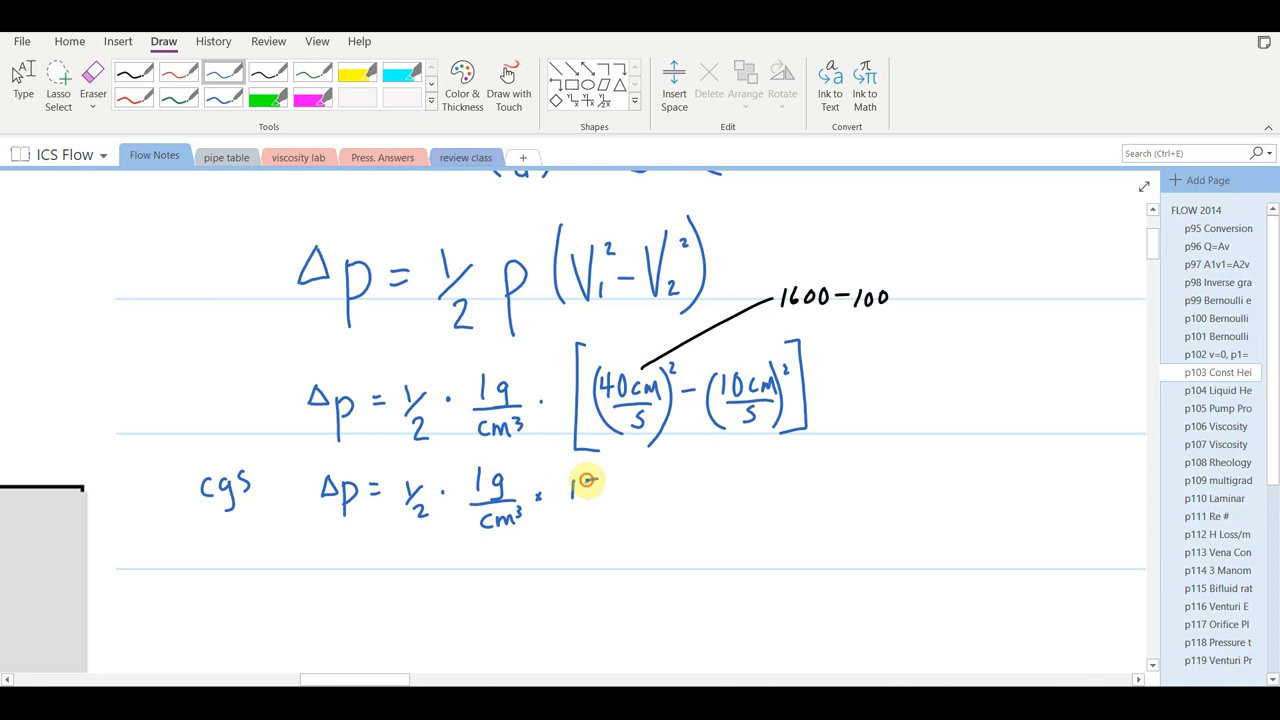 File Home Insert Draw History Review View Help
Type
Lasso Select
Eraser
Color & Thickness
Draw with Touch
Insert Space
Delete
Arrange
Rotate
Ink to Text
Ink to Math
Tools
Shapes
Edit
Convert
ICS Flow
Flow Notes
pipe table
viscosity lab
Press. Answers
review class
+
Search (Ctrl+E)
Add Page
FLOW 2014
p95 Conversion
p96 Q=Av
p97 A1v1=A2v
p98 Inverse gra
p99 Bernoulli e
p100 Bernoulli
p101 Bernoulli
p102 v=0, p1=
p103 Const Hei
p104 Liquid He
p105 Pump Pro
p106 Viscosity
p107 Viscosity
p108 Rheology
p109 multigrad
p110 Laminar
p111 Re #
p112 H Loss/m
p113 Vena Con
p114 3 Manom
p115 Bifluid rat
p116 Venturi E
p117 Orifice Pl
p118 Pressure t
p119 Venturi Pr
Δp = 1/2 p (V₁² - V₂²)
1600-100
Δp = 1/2 · 1g/cm³ · [(40cm/s)² - (10cm/s)²]
cgs Δp = 1/2 · 1g/cm³ ·